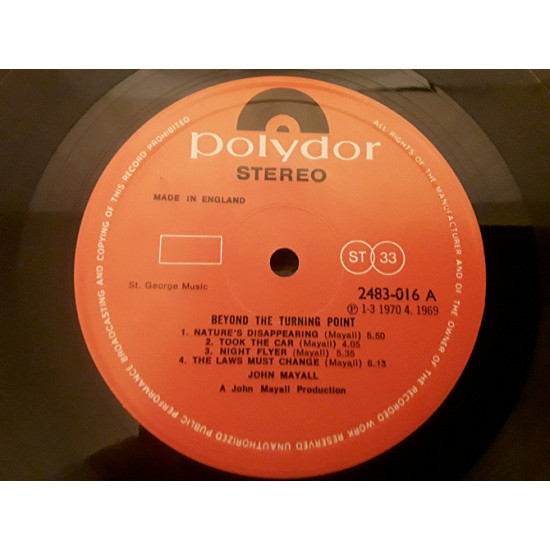 polydor
STEREO
MADE IN ENGLAND
ST 33
St. George Music
2483-016 A
℗ 1-3 1970 4. 1969
BEYOND THE TURNING POINT
1. NATURE'S DISAPPEARING (Mayall) 5.50
2. TOOK THE CAR (Mayall) 4.05
3. NIGHT FLYER (Mayall) 5.35
4. THE LAWS MUST CHANGE (Mayall) 6.13
JOHN MAYALL
A John Mayall Production
ALL RIGHTS OF THE MANUFACTURER AND OF THE OWNER OF THE RECORDED WORK RESERVED UNAUTHORIZED PUBLIC PERFORMANCE BROADCASTING AND COPYING OF THIS RECORD PROHIBITED